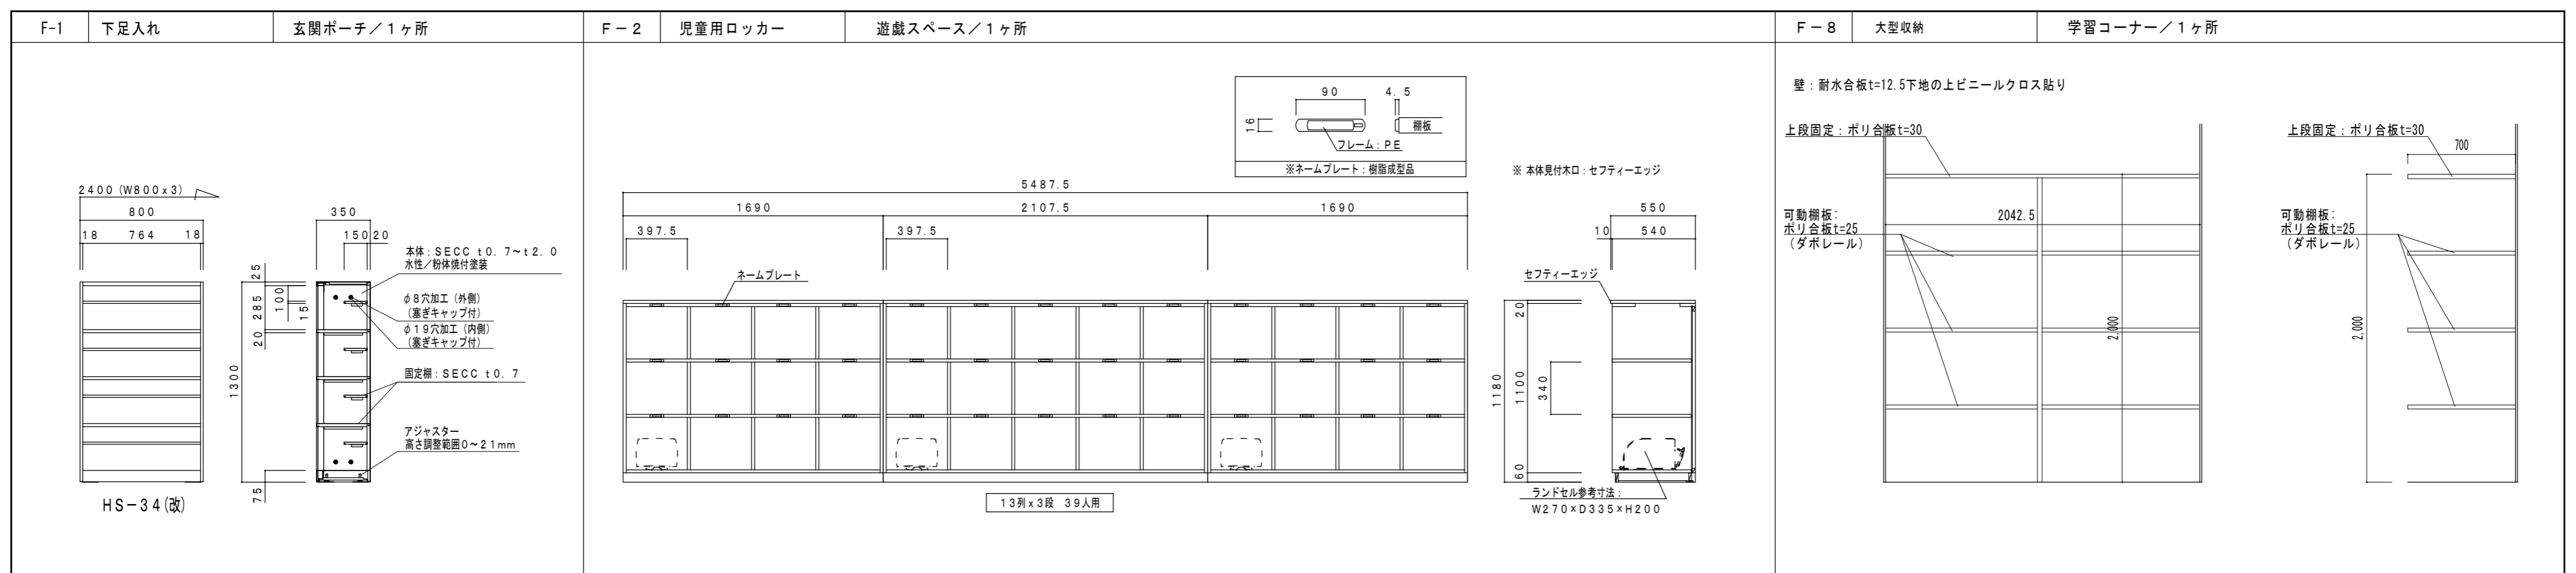 F-1
下足入れ
玄関ポーチ／１ヶ所
2400(W800x3)
800
18
764
18
350
150
20
本体：SECC t0.7〜t2.0
水性／粉体焼付塗装
25
285
100
15
20
1300
75
φ8穴加工（外側）
（塞ぎキャップ付）
φ19穴加工（内側）
（塞ぎキャップ付）
固定棚：SECC t0.7
アジャスター
高さ調整範囲0〜21mm
HS−34(改)
F−2
児童用ロッカー
遊戯スペース／１ヶ所
90
4.5
16
棚板
フレーム：PE
※ネームプレート：樹脂成型品
※ 本体見付木口：セフティーエッジ
5487.5
1690
2107.5
1690
397.5
397.5
ネームプレート
13列x3段　39人用
550
10
540
セフティーエッジ
20
1180
1100
340
60
ランドセル参考寸法：
W270×D335×H200
F−8
大型収納
学習コーナー／１ヶ所
壁：耐水合板t=12.5下地の上ビニールクロス貼り
上段固定：ポリ合板t=30
可動棚板：
ポリ合板t=25
（ダボレール）
2042.5
2,000
上段固定：ポリ合板t=30
700
可動棚板：
ポリ合板t=25
（ダボレール）
2,000